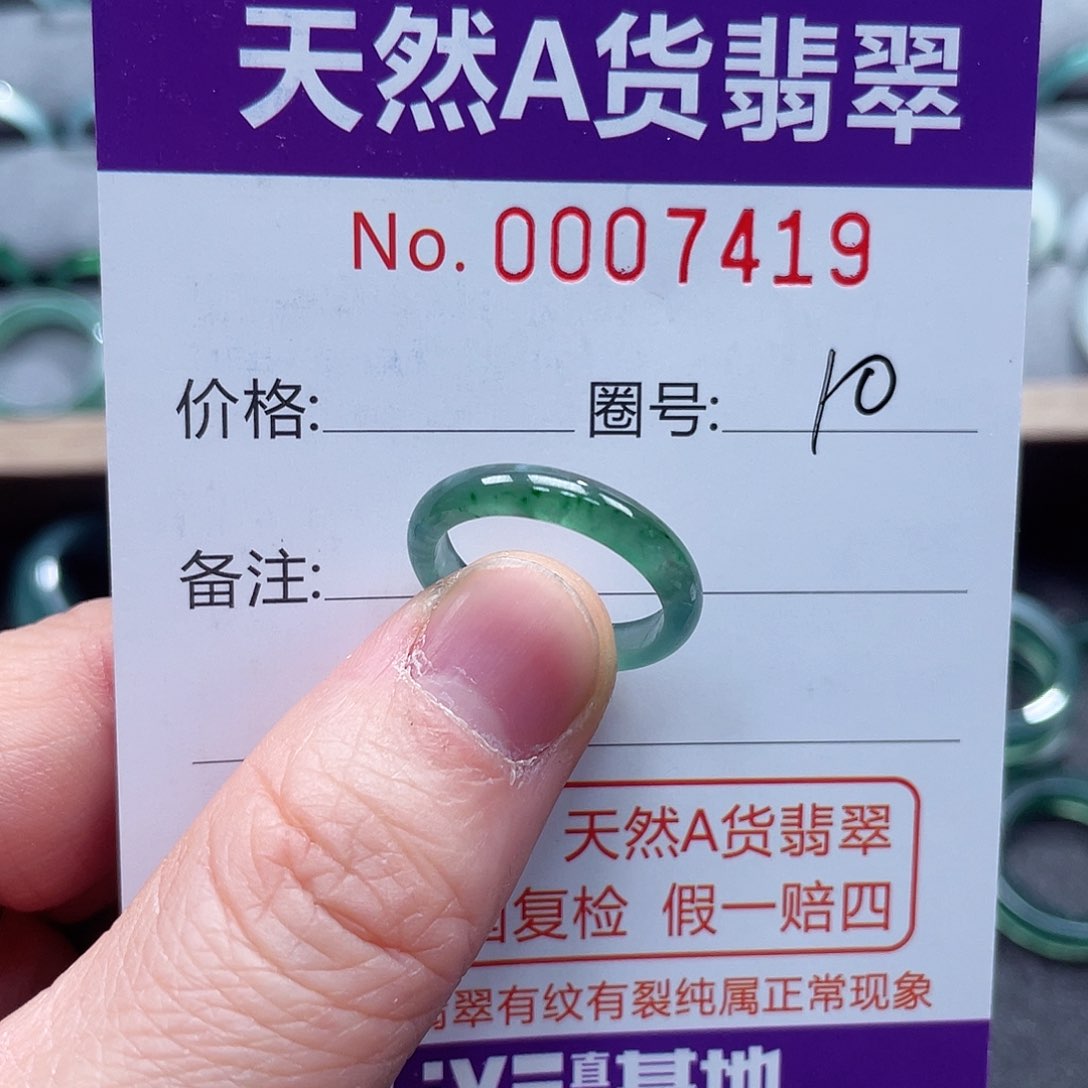 天然A货翡翠
No. 0007419
价格: 圈号: 10
备注:
天然A货翡翠
复检 假一赔四
翠有纹有裂纯属正常现象
基地